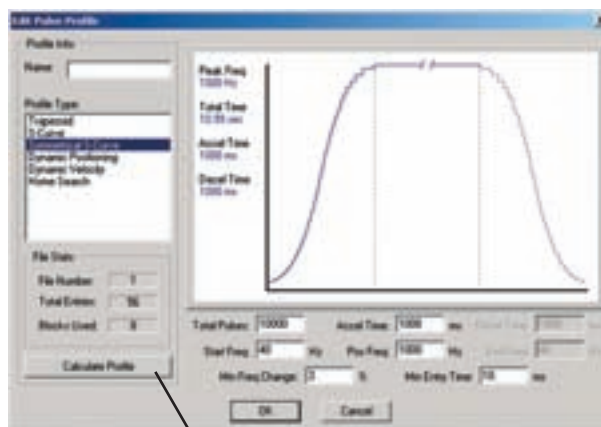 Edit Pulse Profile
Profile Info
Name:
Profile Type:
Trapezoid
S-Curve
Symmetrical S-Curve
Dynamic Positioning
Dynamic Velocity
Home Search
File Stats:
File Number: 1
Total Entries: 96
Blocks Used: 8
Calculate Profile
Peak Freq
1000 Hz
Total Time
Accel Time
1000 ms
Decel Time
1000 ms
Total Pulses: 10000 Accel Time: 1000 ms
Start Freq: 40 Hz Pos Freq: 1000 Hz
Min Freq Change: 3 % Min Entry Time: 10 ms
OK Cancel